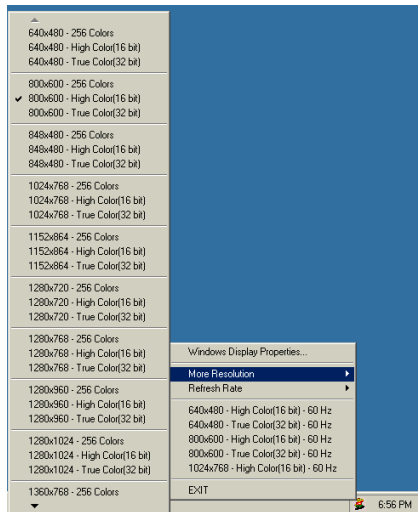 640x480 - 256 Colors
640x480 - High Color(16 bit)
640x480 - True Color(32 bit)
800x600 - 256 Colors
800x600 - High Color(16 bit)
800x600 - True Color(32 bit)
848x480 - 256 Colors
848x480 - High Color(16 bit)
848x480 - True Color(32 bit)
1024x768 - 256 Colors
1024x768 - High Color(16 bit)
1024x768 - True Color(32 bit)
1152x864 - 256 Colors
1152x864 - High Color(16 bit)
1152x864 - True Color(32 bit)
1280x720 - 256 Colors
1280x720 - High Color(16 bit)
1280x720 - True Color(32 bit)
1280x768 - 256 Colors
1280x768 - High Color(16 bit)
1280x768 - True Color(32 bit)
1280x960 - 256 Colors
1280x960 - High Color(16 bit)
1280x960 - True Color(32 bit)
1280x1024 - 256 Colors
1280x1024 - High Color(16 bit)
1280x1024 - True Color(32 bit)
1360x768 - 256 Colors
Windows Display Properties...
More Resolution
Refresh Rate
640x480 - High Color(16 bit) - 60 Hz
640x480 - True Color(32 bit) - 60 Hz
800x600 - High Color(16 bit) - 60 Hz
800x600 - True Color(32 bit) - 60 Hz
1024x768 - High Color(16 bit) - 60 Hz
EXIT
6:56 PM